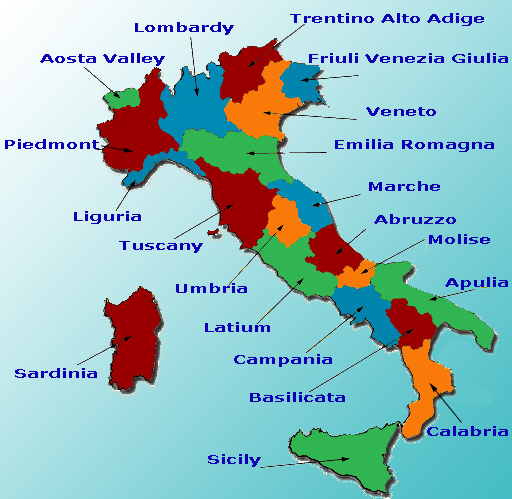 Trentino Alto Adige
Lombardy
Aosta Valley
Friuli Venezia Giulia
Veneto
Piedmont
Emilia Romagna
Marche
Liguria
Abruzzo
Tuscany
Molise
Umbria
Apulia
Latium
Campania
Sardinia
Basilicata
Calabria
Sicily